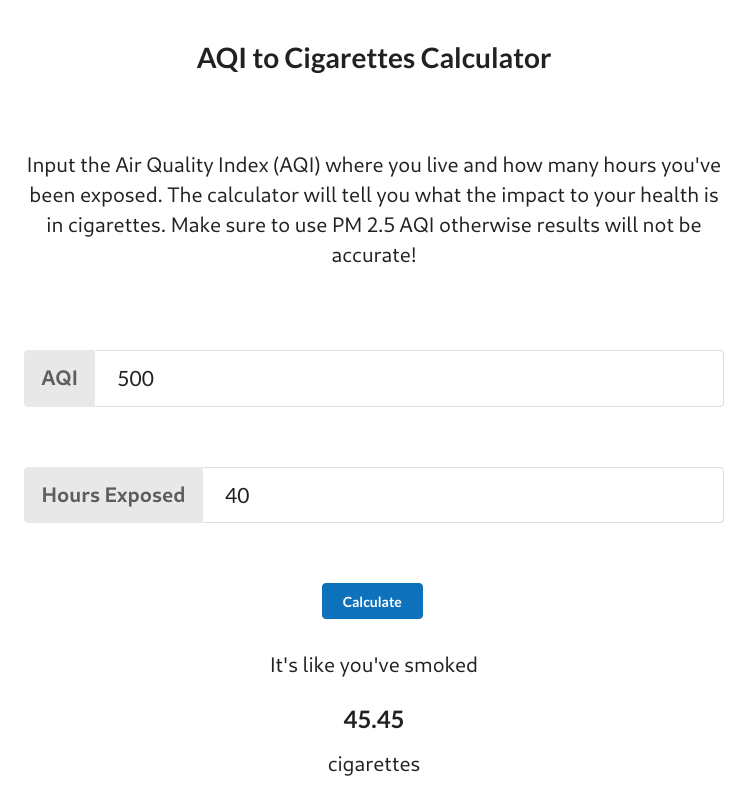 AQI to Cigarettes Calculator
Input the Air Quality Index (AQI) where you live and how many hours you've
been exposed. The calculator will tell you what the impact to your health is
in cigarettes. Make sure to use PM 2.5 AQI otherwise results will not be
accurate!
AQI 500
Hours Exposed 40
Calculate
It's like you've smoked
45.45
cigarettes